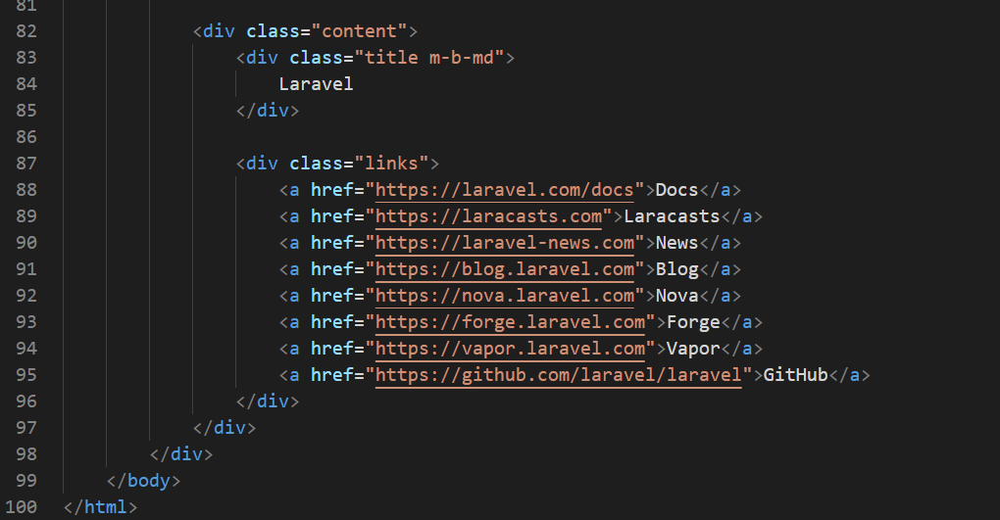 81
82 <div class="content">
83 <div class="title m-b-md">
84 Laravel
85 </div>
86
87 <div class="links">
88 <a href="https://laravel.com/docs">Docs</a>
89 <a href="https://laracasts.com">Laracasts</a>
90 <a href="https://laravel-news.com">News</a>
91 <a href="https://blog.laravel.com">Blog</a>
92 <a href="https://nova.laravel.com">Nova</a>
93 <a href="https://forge.laravel.com">Forge</a>
94 <a href="https://vapor.laravel.com">Vapor</a>
95 <a href="https://github.com/laravel/laravel">GitHub</a>
96 </div>
97 </div>
98 </div>
99 </body>
100 </html>